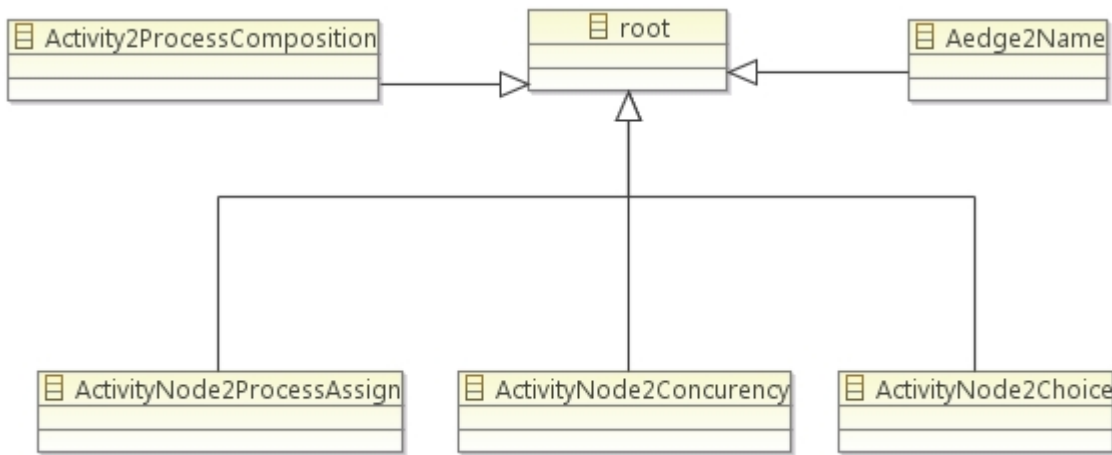 Activity2ProcessComposition
root
Aedge2Name
ActivityNode2ProcessAssign
ActivityNode2Concurency
ActivityNode2Choice